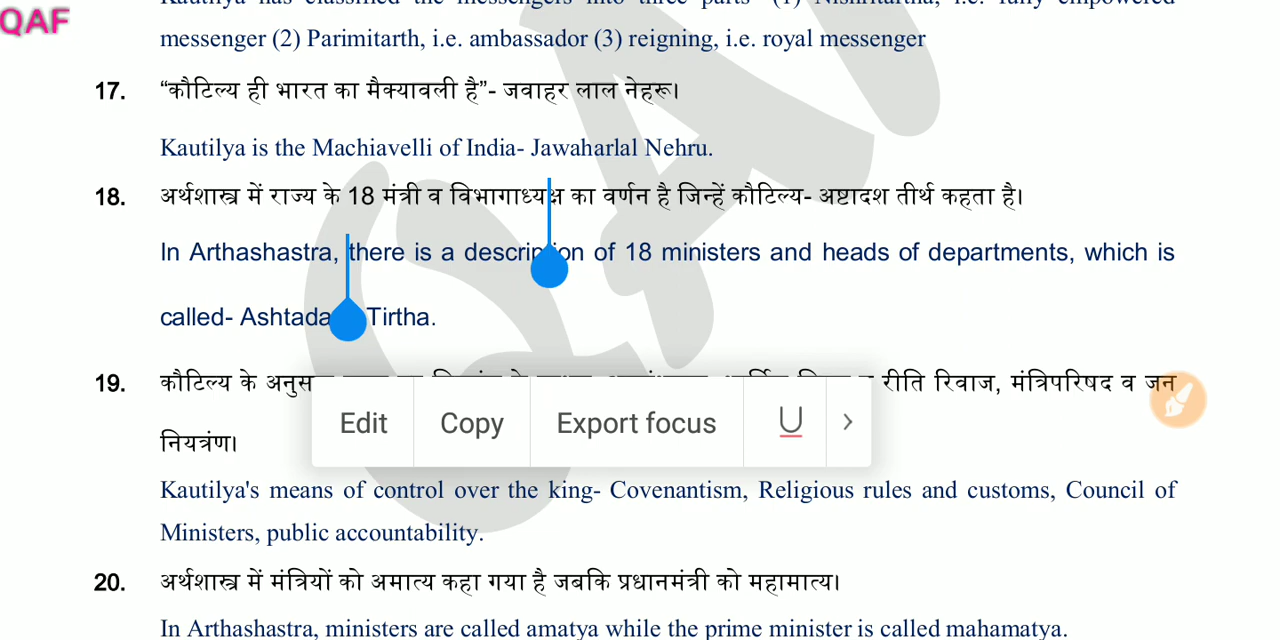 QAF
messenger (2) Parimitarth, i.e. ambassador (3) reigning, i.e. royal messenger
17. “कौटिल्य ही भारत का मैक्यावली है”- जवाहर लाल नेहरू।
Kautilya is the Machiavelli of India- Jawaharlal Nehru.
18. अर्थशास्त्र में राज्य के 18 मंत्री व विभागाध्यक्ष का वर्णन है जिन्हें कौटिल्य- अष्टादश तीर्थ कहता है।
In Arthashastra, there is a description of 18 ministers and heads of departments, which is
called- Tirtha.
19. कौटिल्य के रीति रिवाज, मंत्रिपरिषद व जन
Edit Copy Export focus U >
नियत्रंण।
Kautilya's means of control over the king- Covenantism, Religious rules and customs, Council of
Ministers, public accountability.
20. अर्थशास्त्र में मंत्रियों को अमात्य कहा गया है जबकि प्रधानमंत्री को महामात्य।
In Arthashastra, ministers are called amatya while the prime minister is called mahamatya.